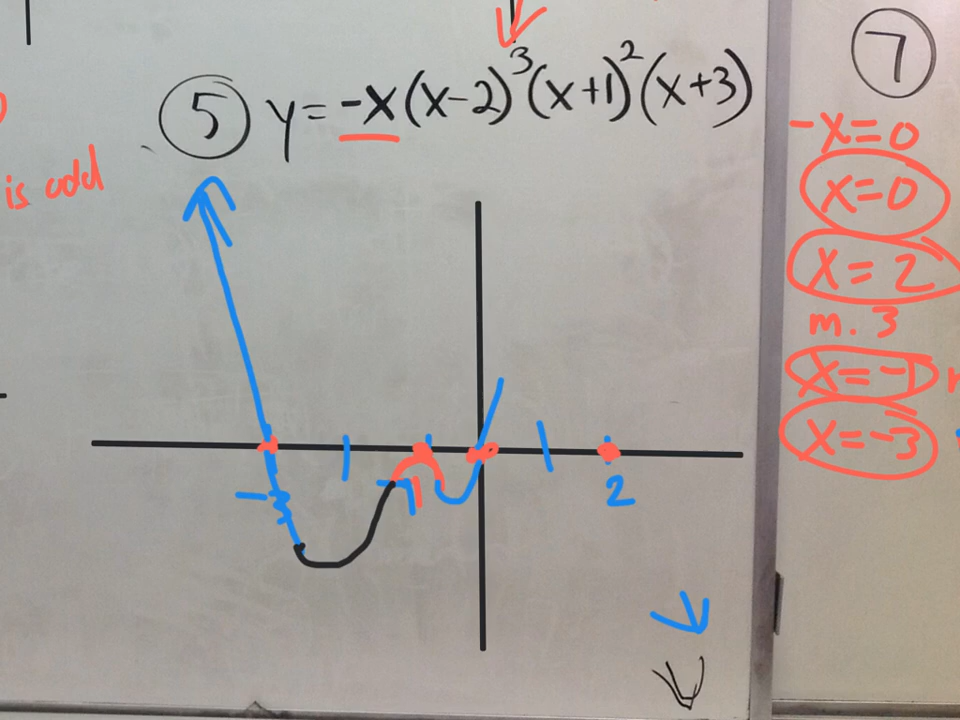 ⑤ y = -x(x-2)³(x+1)²(x+3)
is odd
-3
-1
2
⑦
-x=0
x=0
x=2
m. 3
x=-1
x=-3